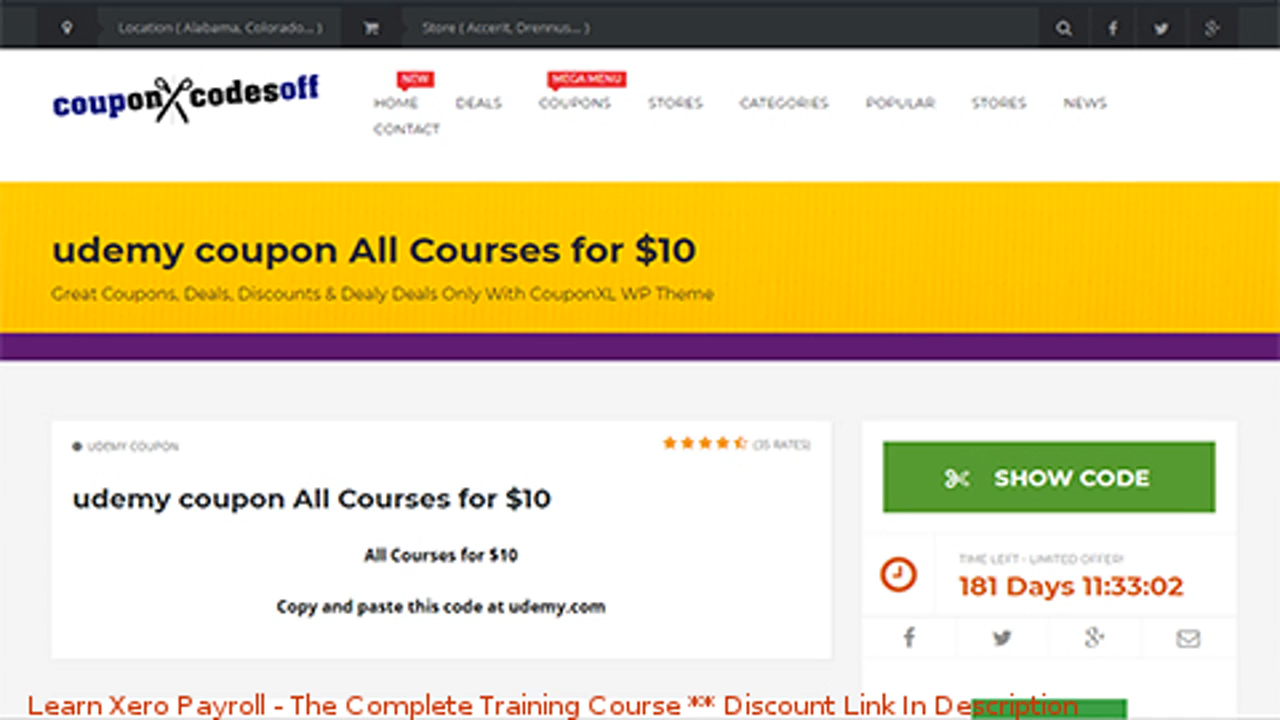 Location ( Alabama, Colorado... )
Store ( Accent, Drennus... )
couponcodesoff
NEW
MEGA MENU
HOME DEALS COUPONS STORES CATEGORIES POPULAR STORES NEWS
CONTACT
udemy coupon All Courses for $10
Great Coupons, Deals, Discounts & Dealy Deals Only With CouponXL WP Theme
UDEMY COUPON
(35 RATES)
udemy coupon All Courses for $10
All Courses for $10
Copy and paste this code at udemy.com
SHOW CODE
TIME LEFT - LIMITED OFFER!
181 Days 11:33:02
Learn Xero Payroll - The Complete Training Course ** Discount Link In Description